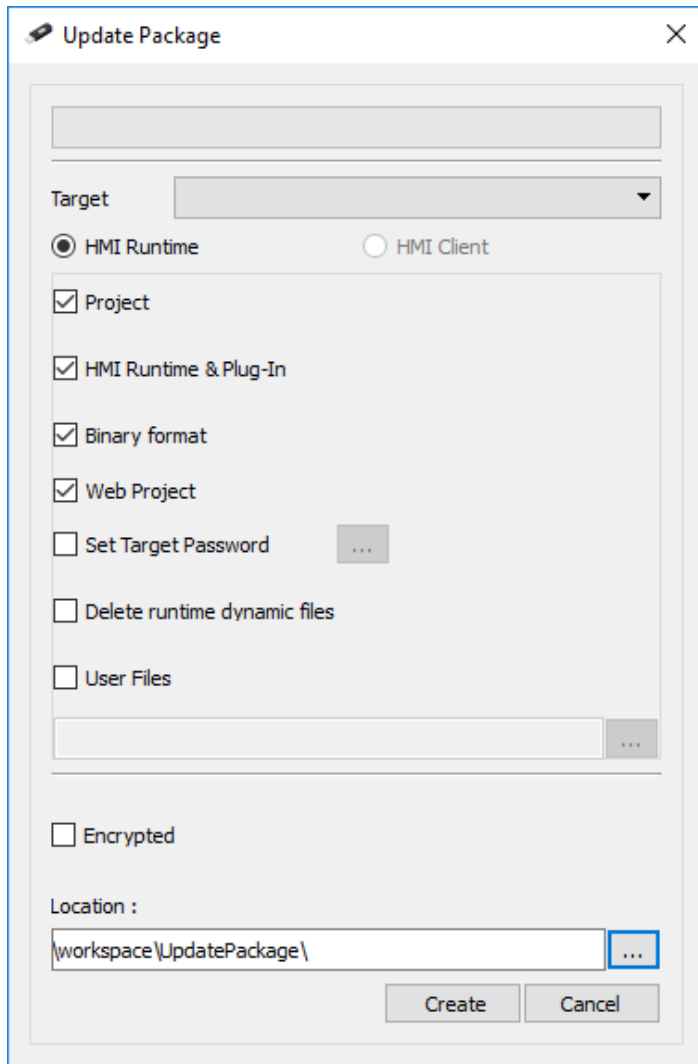 Update Package
Target
HMI Runtime HMI Client
Project
HMI Runtime & Plug-In
Binary format
Web Project
Set Target Password ...
Delete runtime dynamic files
User Files
...
Encrypted
Location :
\workspace\UpdatePackage\ ...
Create Cancel